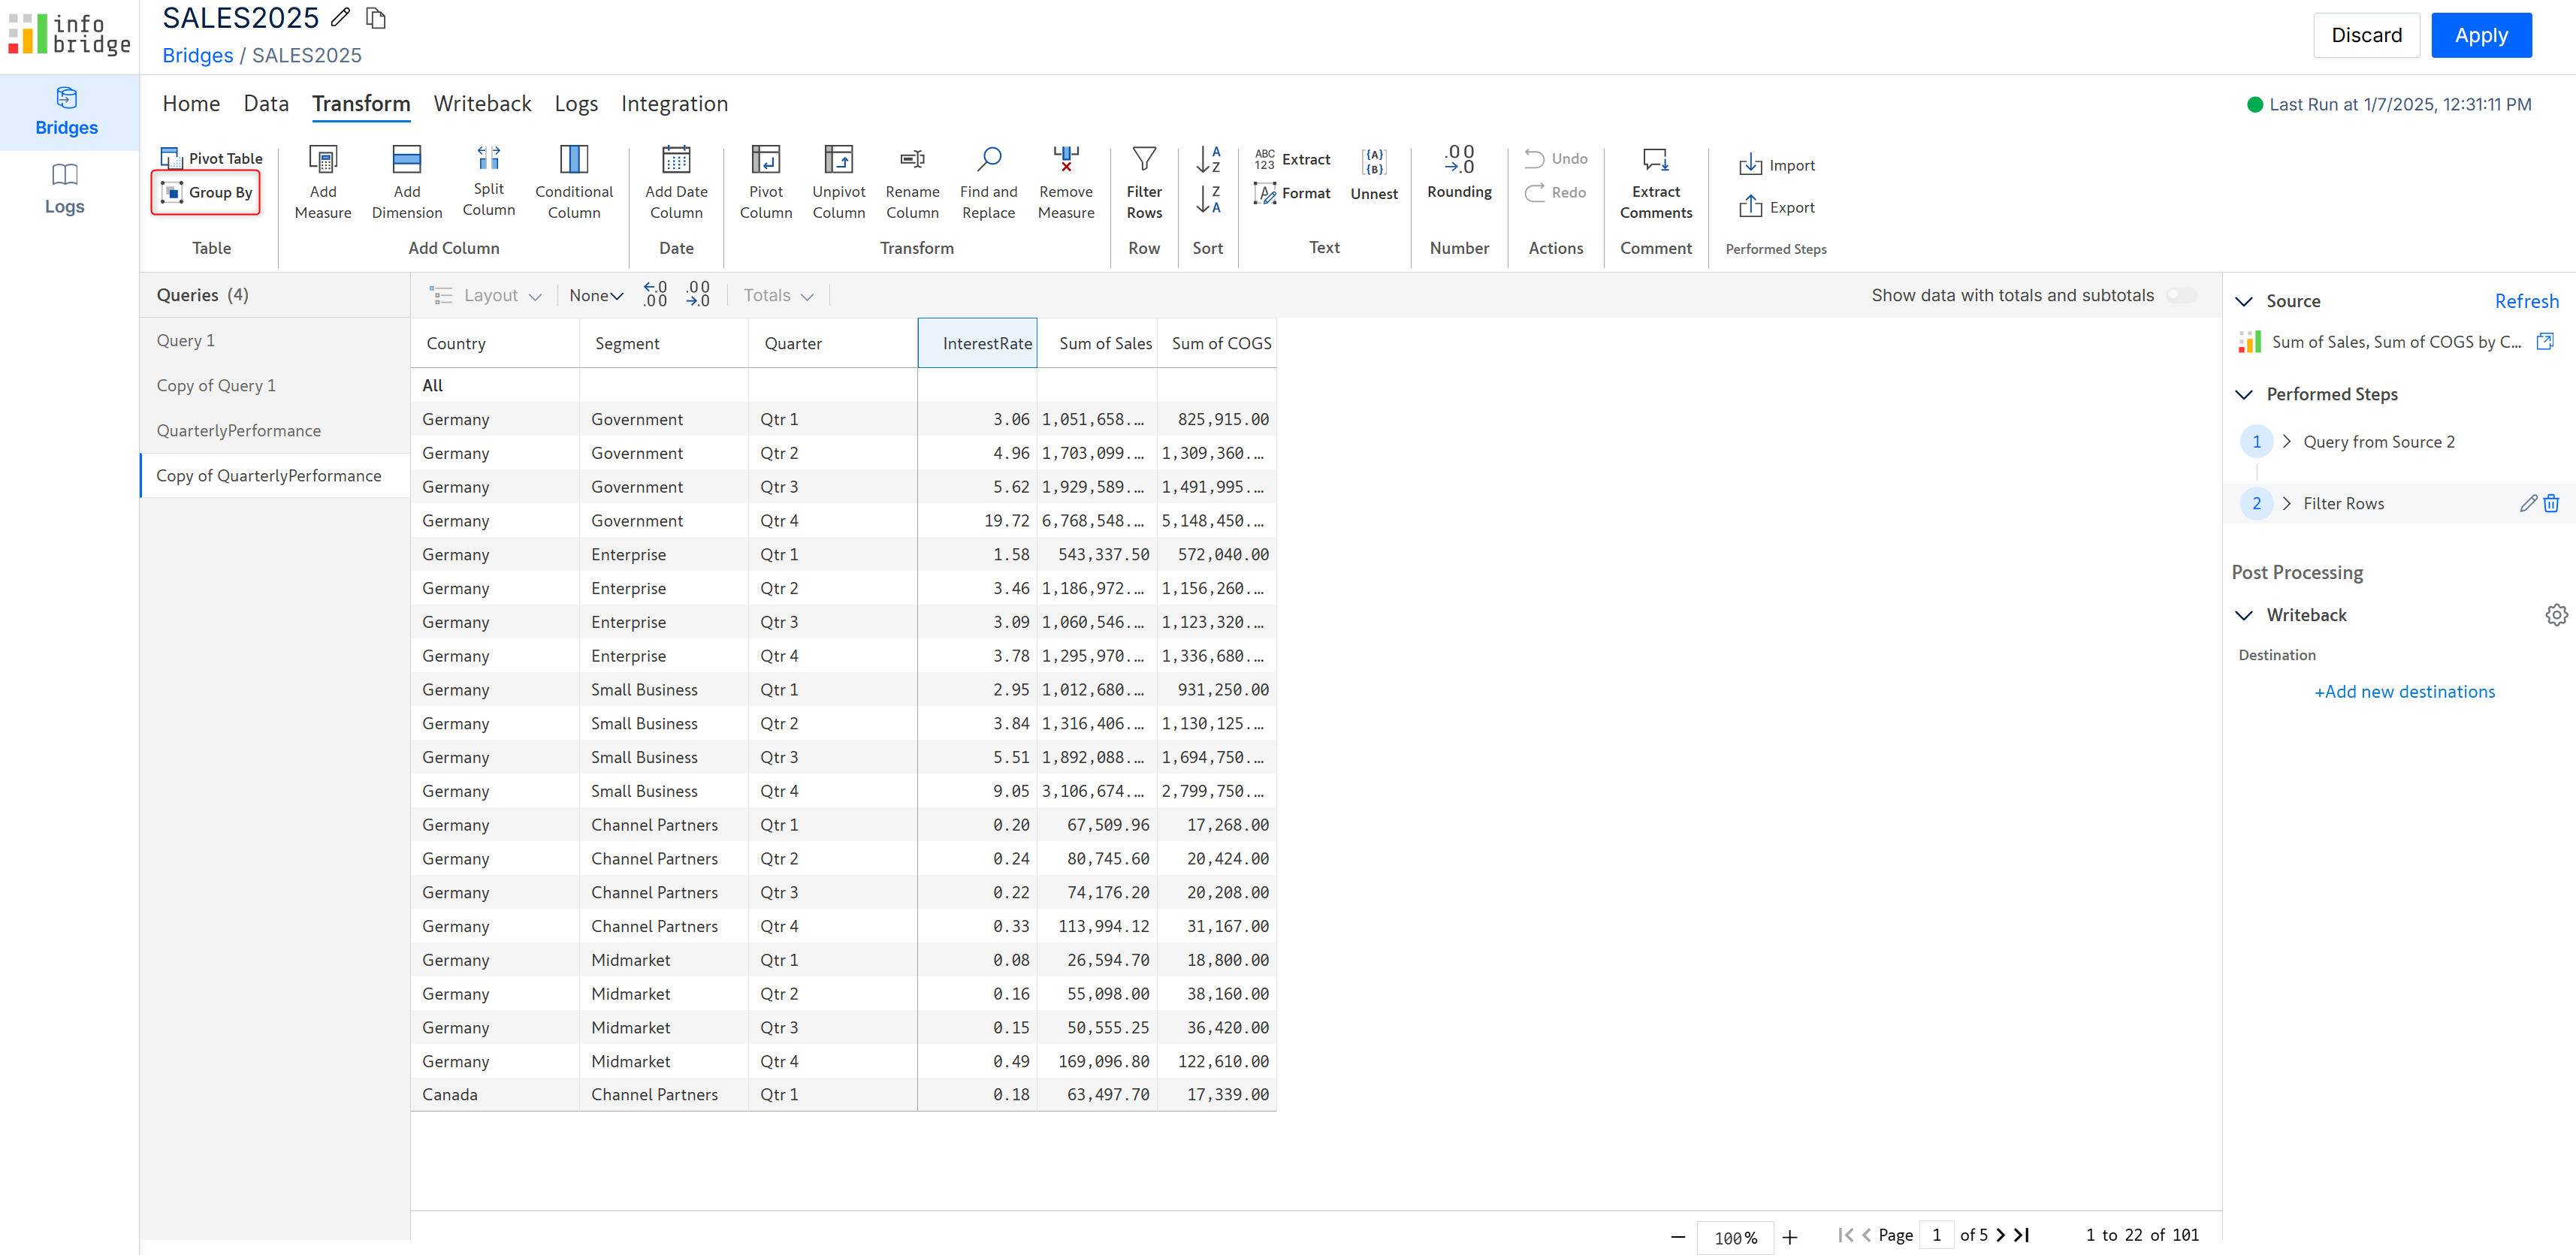 info
bridge
SALES2025
Bridges / SALES2025
Discard
Apply
Bridges
Logs
Home Data Transform Writeback Logs Integration
Last Run at 1/7/2025, 12:31:11 PM
Pivot Table
Group By
Table
Add Measure
Add Dimension
Split Column
Conditional Column
Add Column
Add Date Column
Date
Pivot Column
Unpivot Column
Rename Column
Find and Replace
Remove Measure
Transform
Filter Rows
Row
A
Z
Z
A
Sort
ABC
123
Extract
A
Format
{A}
{B}
Unnest
Text
.00
.0
Rounding
Number
Undo
Redo
Actions
Extract Comments
Comment
Import
Export
Performed Steps
Queries (4)
Query 1
Copy of Query 1
QuarterlyPerformance
Copy of QuarterlyPerformance
Layout None .0 .00 .00 .0 Totals
Show data with totals and subtotals
Country Segment Quarter InterestRate Sum of Sales Sum of COGS
All
Germany Government Qtr 1 3.06 1,051,658.... 825,915.00
Germany Government Qtr 2 4.96 1,703,099.... 1,309,360....
Germany Government Qtr 3 5.62 1,929,589.... 1,491,995....
Germany Government Qtr 4 19.72 6,768,548.... 5,148,450....
Germany Enterprise Qtr 1 1.58 543,337.50 572,040.00
Germany Enterprise Qtr 2 3.46 1,186,972.... 1,156,260....
Germany Enterprise Qtr 3 3.09 1,060,546.... 1,123,320....
Germany Enterprise Qtr 4 3.78 1,295,970.... 1,336,680....
Germany Small Business Qtr 1 2.95 1,012,680.... 931,250.00
Germany Small Business Qtr 2 3.84 1,316,406.... 1,130,125....
Germany Small Business Qtr 3 5.51 1,892,088.... 1,694,750....
Germany Small Business Qtr 4 9.05 3,106,674.... 2,799,750....
Germany Channel Partners Qtr 1 0.20 67,509.96 17,268.00
Germany Channel Partners Qtr 2 0.24 80,745.60 20,424.00
Germany Channel Partners Qtr 3 0.22 74,176.20 20,208.00
Germany Channel Partners Qtr 4 0.33 113,994.12 31,167.00
Germany Midmarket Qtr 1 0.08 26,594.70 18,800.00
Germany Midmarket Qtr 2 0.16 55,098.00 38,160.00
Germany Midmarket Qtr 3 0.15 50,555.25 36,420.00
Germany Midmarket Qtr 4 0.49 169,096.80 122,610.00
Canada Channel Partners Qtr 1 0.18 63,497.70 17,339.00
100%
Page 1 of 5
1 to 22 of 101
Source Refresh
Sum of Sales, Sum of COGS by C...
Performed Steps
1 Query from Source 2
2 Filter Rows
Post Processing
Writeback
Destination
+Add new destinations